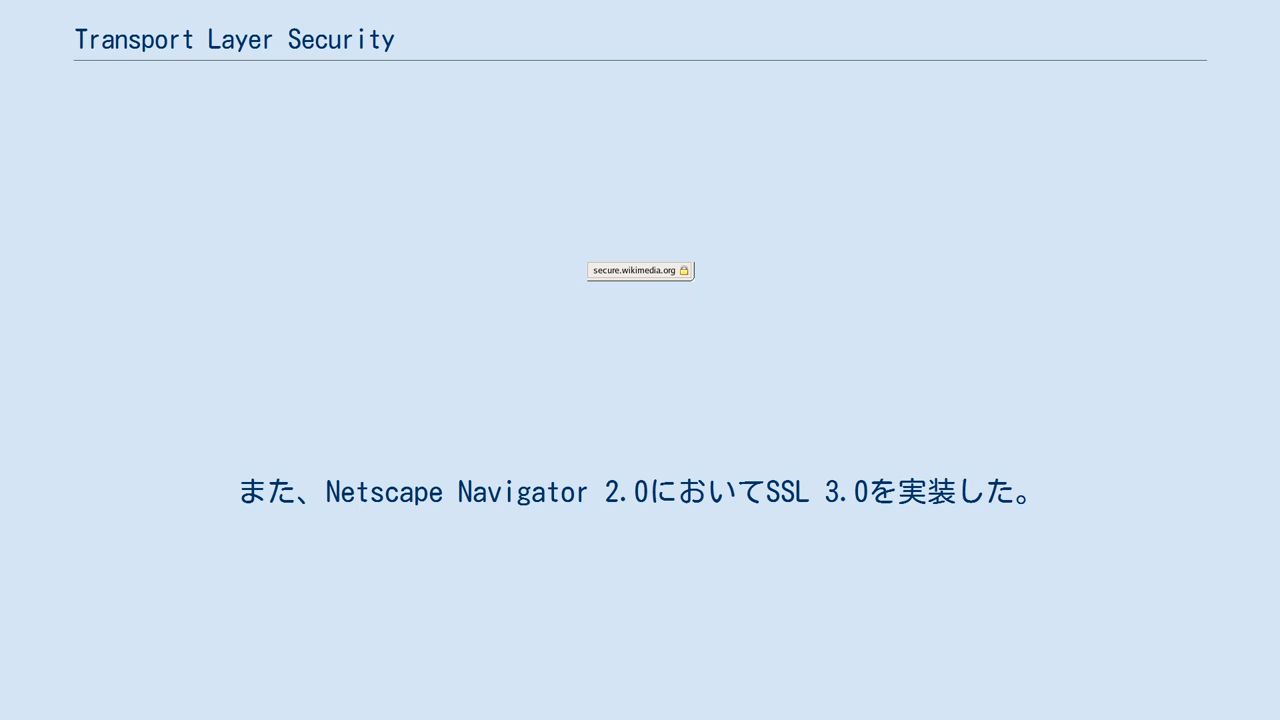 Transport Layer Security
secure.wikimedia.org
また、Netscape Navigator 2.0においてSSL 3.0を実装した。